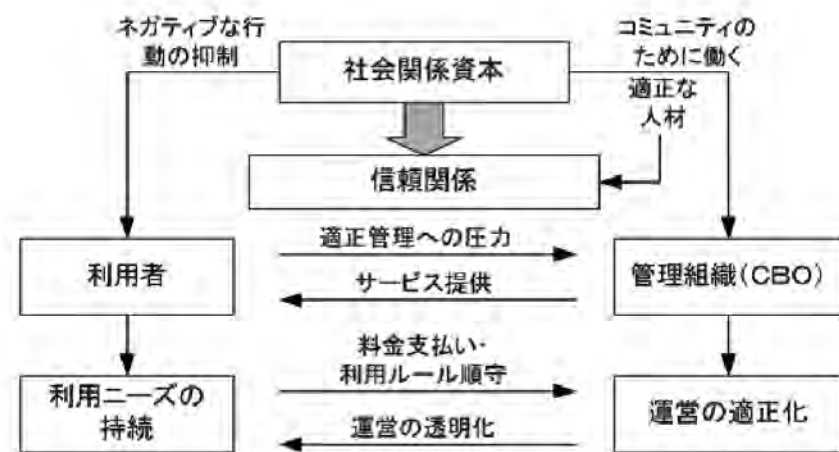 ネガティブな行
動の抑制
社会関係資本
コミュニティの
ために働く
適正な
人材
信頼関係
適正管理への圧力
利用者
サービス提供
管理組織(CBO)
料金支払い・
利用ルール順守
利用ニーズの
持続
運営の透明化
運営の適正化